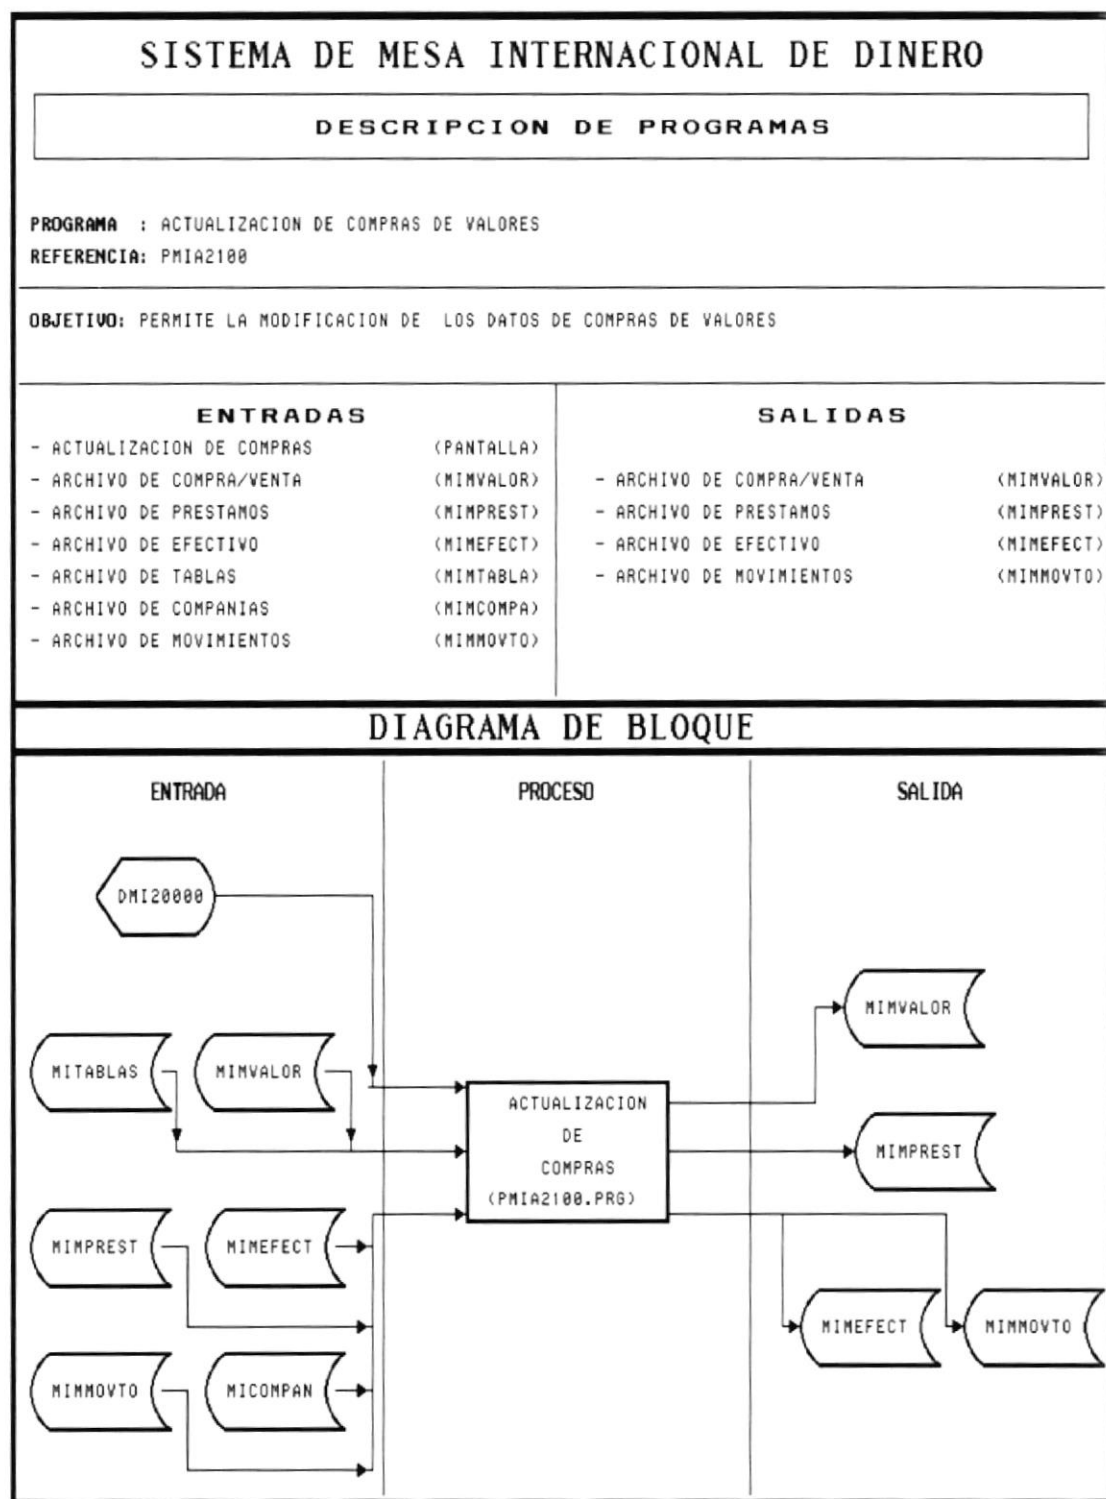 SISTEMA DE MESA INTERNACIONAL DE DINERO
DESCRIPCION DE PROGRAMAS
PROGRAMA : ACTUALIZACION DE COMPRAS DE VALORES
REFERENCIA: PMIA2100
OBJETIVO: PERMITE LA MODIFICACION DE LOS DATOS DE COMPRAS DE VALORES
ENTRADAS
- ACTUALIZACION DE COMPRAS (PANTALLA)
- ARCHIVO DE COMPRA/VENTA (MIMVALOR)
- ARCHIVO DE PRESTAMOS (MIMPREST)
- ARCHIVO DE EFECTIVO (MIMEFECT)
- ARCHIVO DE TABLAS (MIMTABLA)
- ARCHIVO DE COMPANIAS (MIMCOMPA)
- ARCHIVO DE MOVIMIENTOS (MIMMOVTO)
SALIDAS
- ARCHIVO DE COMPRA/VENTA (MIMVALOR)
- ARCHIVO DE PRESTAMOS (MIMPREST)
- ARCHIVO DE EFECTIVO (MIMEFECT)
- ARCHIVO DE MOVIMIENTOS (MIMMOVTO)
DIAGRAMA DE BLOQUE
ENTRADA
DMI20000
MITABLAS
MIMVALOR
MIMPREST
MIMEFECT
MIMMOVTO
MICOMPAN
PROCESO
ACTUALIZACION
DE
COMPRAS
(PMIA2100.PRG)
SALIDA
MIMVALOR
MIMPREST
MIMEFECT
MIMMOVTO